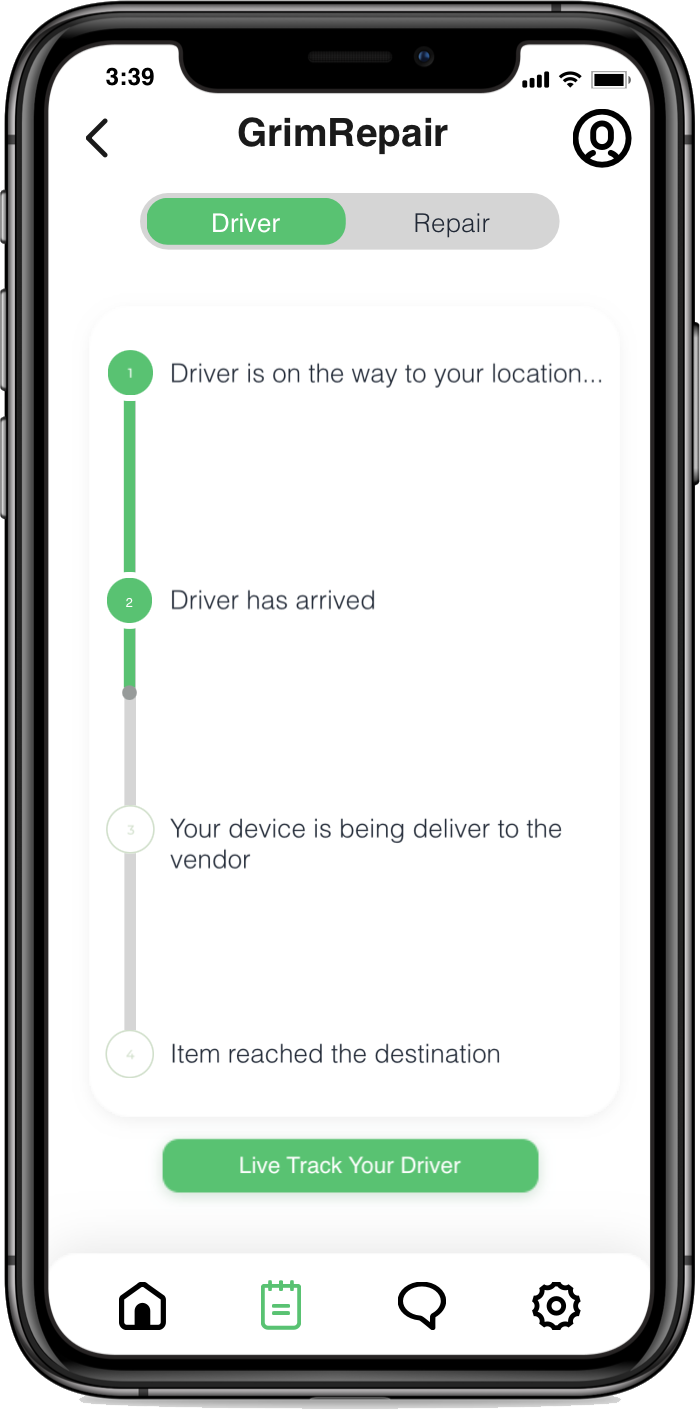 3:39
GrimRepair
Driver
Repair
1
Driver is on the way to your location...
2
Driver has arrived
3
Your device is being deliver to the
vendor
4
Item reached the destination
Live Track Your Driver